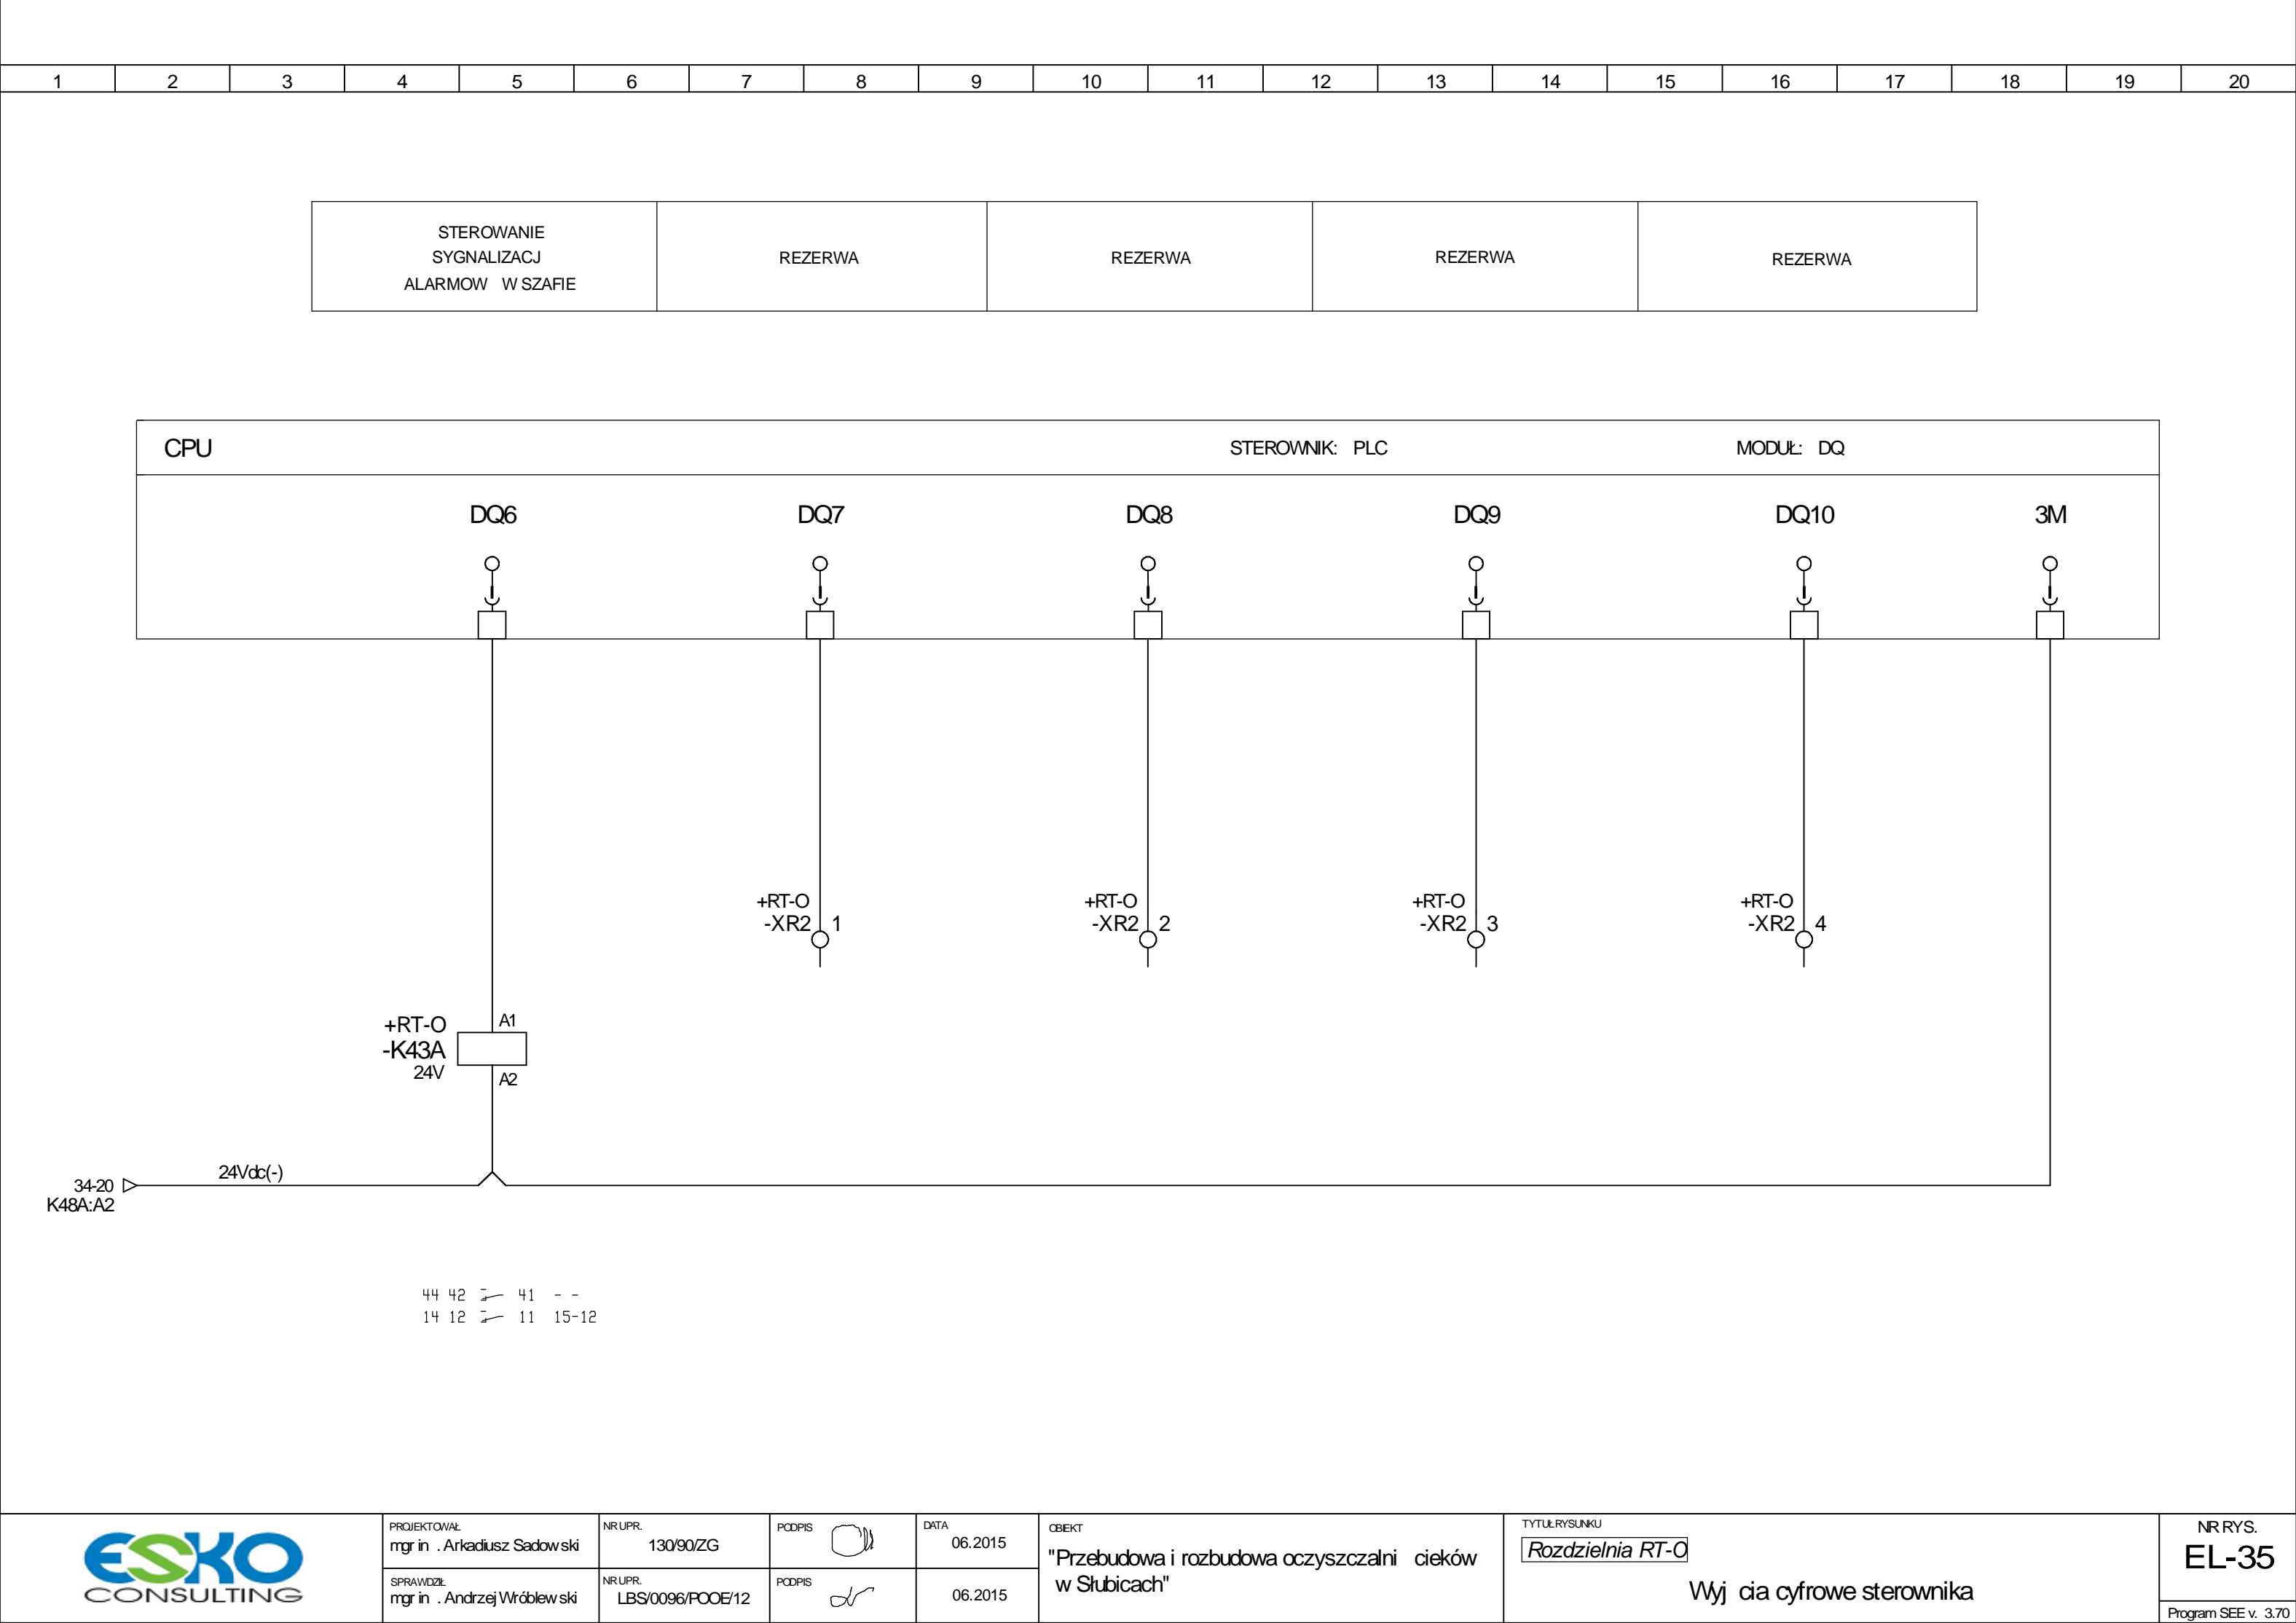 1 2 3 4 5 6 7 8 9 10 11 12 13 14 15 16 17 18 19 20
STEROWANIE
SYGNALIZACJ
ALARMOW W SZAFIE
REZERWA
REZERWA
REZERWA
REZERWA
CPU STEROWNIK: PLC MODUŁ: DQ
DQ6 DQ7 DQ8 DQ9 DQ10 3M
+RT-O
-XR2 1
+RT-O
-XR2 2
+RT-O
-XR2 3
+RT-O
-XR2 4
+RT-O
-K43A
24V
A1
A2
24Vdc(-)
34-20
K48A:A2
44 42 41 - -
14 12 11 15-12
ESKO
CONSULTING
PROJEKTOWAŁ
mgr in . Arkadiusz Sadowski
NR UPR.
130/90/ZG
PODPIS
DATA
06.2015
SPRAWDZIŁ
mgr in . Andrzej Wróblewski
NR UPR.
LBS/0096/POOE/12
PODPIS
06.2015
OBIEKT
"Przebudowa i rozbudowa oczyszczalni cieków
w Słubicach"
TYTUŁ RYSUNKU
Rozdzielnia RT-O
Wyj cia cyfrowe sterownika
NR RYS.
EL-35
Program SEE v. 3.70